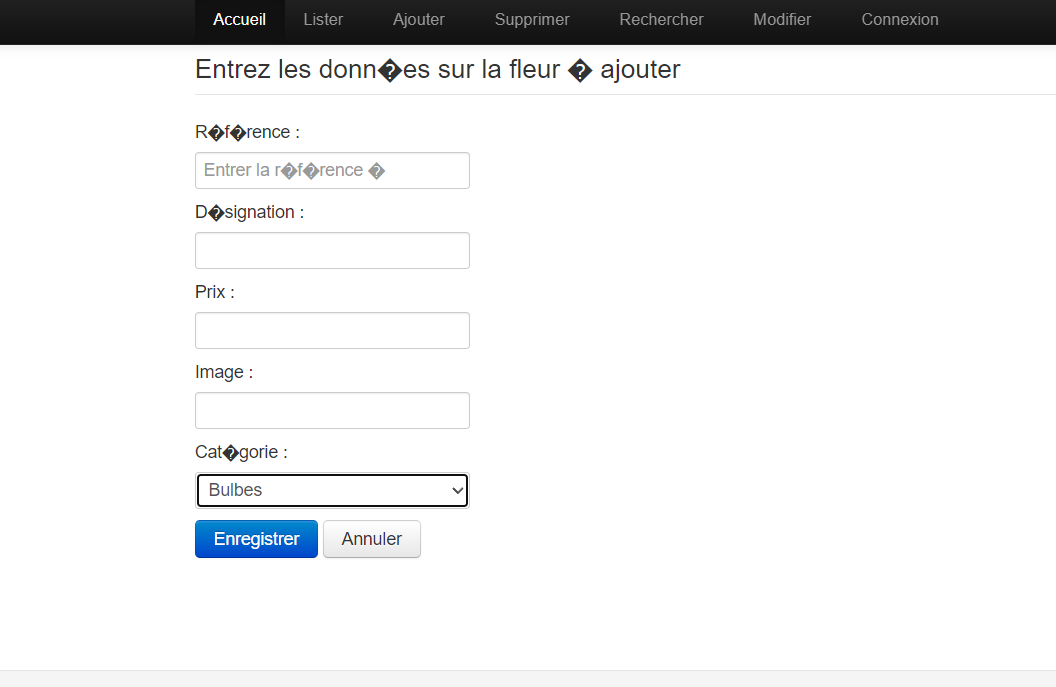 Accueil Lister Ajouter Supprimer Rechercher Modifier Connexion
Entrez les donn�es sur la fleur � ajouter
R�f�rence :
Entrer la r�f�rence �
D�signation :
Prix :
Image :
Cat�gorie :
Bulbes
Enregistrer Annuler